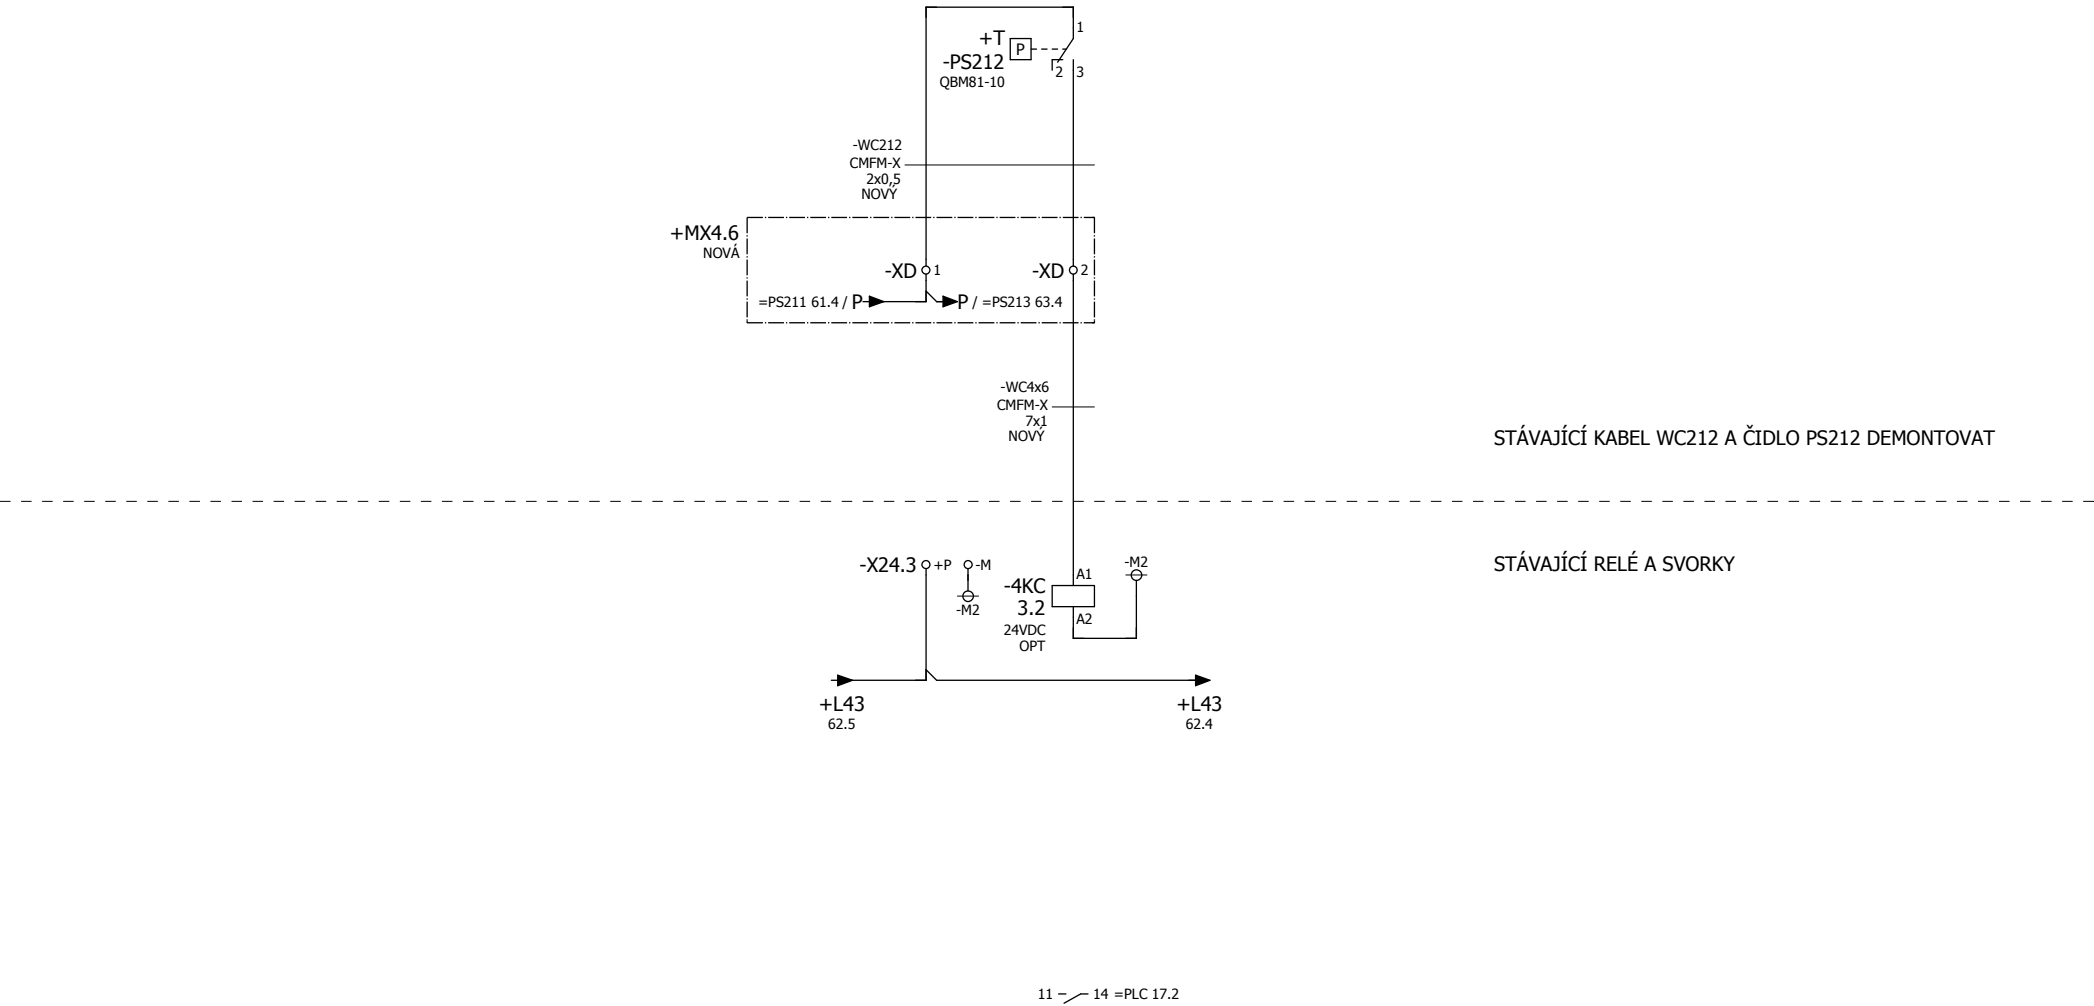 1
+T
P
-PS212
2 3
QBM81-10
-WC212
CMFM-X
2x0,5
NOVÝ
+MX4.6
NOVÁ
-XD 1
-XD 2
=PS211 61.4 / P
P / =PS213 63.4
-WC4x6
CMFM-X
7x1
NOVÝ
STÁVAJÍCÍ KABEL WC212 A ČIDLO PS212 DEMONTOVAT
STÁVAJÍCÍ RELÉ A SVORKY
-X24.3 +P -M
-M2
-4KC
3.2
24VDC
OPT
A1
A2
-M2
+L43
62.5
+L43
62.4
11 14 =PLC 17.2